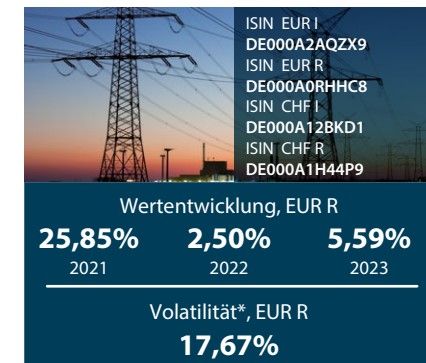 ISIN EUR I
DE000A2AQZX9
ISIN EUR R
DE000A0RHHC8
ISIN CHF I
DE000A12BKD1
ISIN CHF R
DE000A1H44P9
Wertentwicklung, EUR R
25,85% 2,50% 5,59%
2021 2022 2023
Volatilität*, EUR R
17,67%